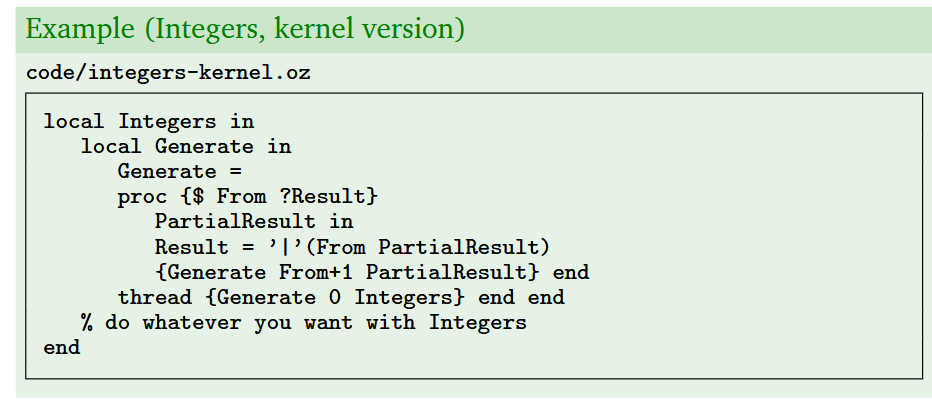 Example (Integers, kernel version)
code/integers-kernel.oz
local Integers in
   local Generate in
      Generate =
      proc {$ From ?Result}
         PartialResult in
         Result = ’|’(From PartialResult)
         {Generate From+1 PartialResult} end
      thread {Generate 0 Integers} end end
   % do whatever you want with Integers
end